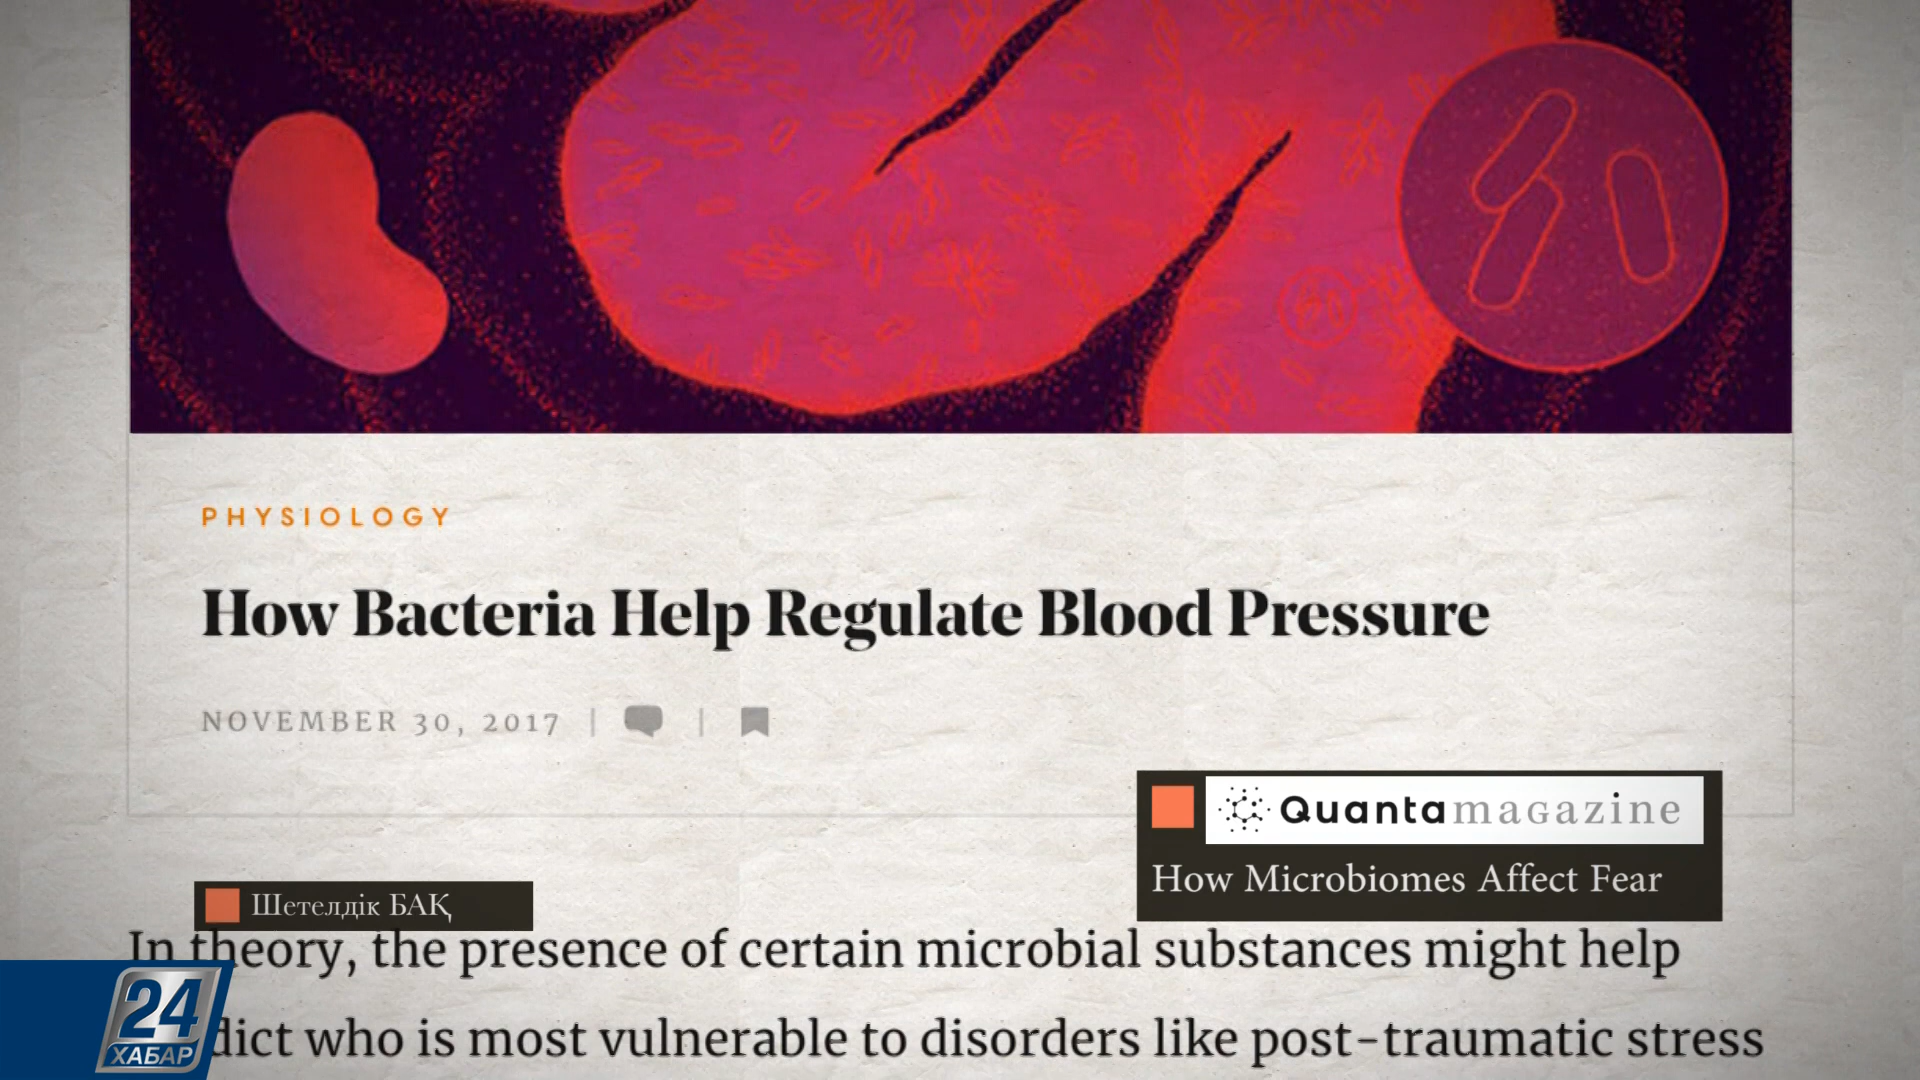 PHYSIOLOGY
How Bacteria Help Regulate Blood Pressure
NOVEMBER 30, 2017 | |
Quantamagazine
How Microbiomes Affect Fear
Шетелдік БАҚ
In theory, the presence of certain microbial substances might help
who is most vulnerable to disorders like post-traumatic stress
24
ХАБАР